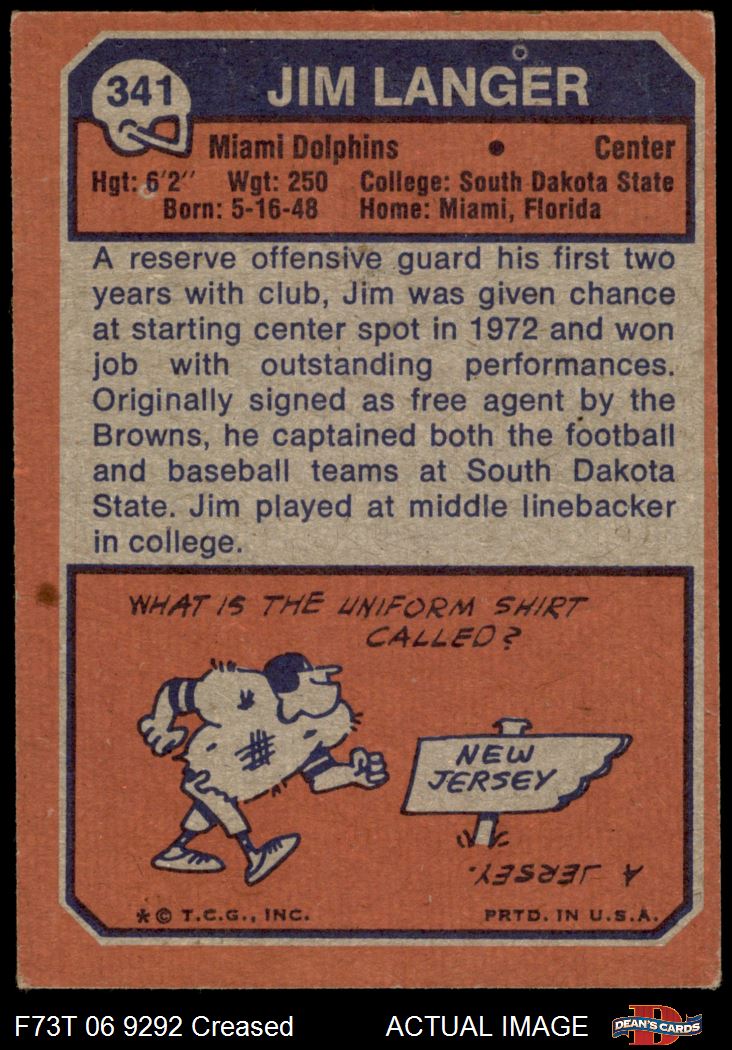 341
JIM LANGER
Miami Dolphins • Center
Hgt: 6'2" Wgt: 250 College: South Dakota State
Born: 5-16-48 Home: Miami, Florida
A reserve offensive guard his first two
years with club, Jim was given chance
at starting center spot in 1972 and won
job with outstanding performances.
Originally signed as free agent by the
Browns, he captained both the football
and baseball teams at South Dakota
State. Jim played at middle linebacker
in college.
WHAT IS THE UNIFORM SHIRT
CALLED?
#
NEW
JERSEY
A JERSEY.
* © T.C.G., INC. PRTD. IN U.S.A.
F73T 06 9292 Creased ACTUAL IMAGE
D
DEAN'S CARDS